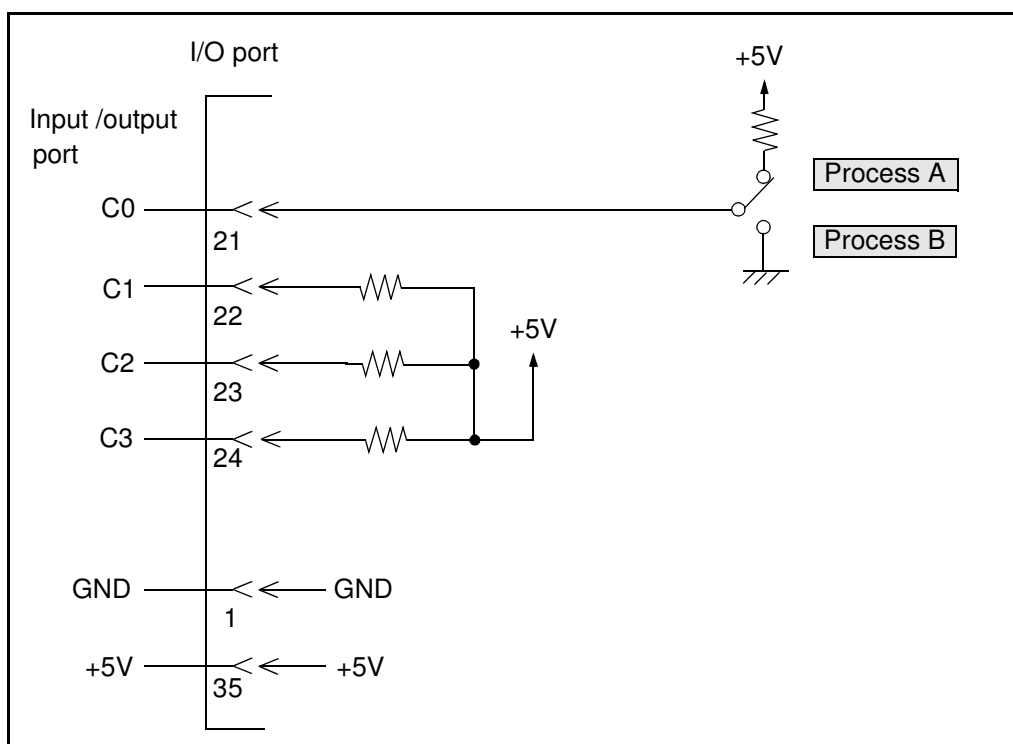 I/O port
+5V
Input /output
port
Process A
C0
21
Process B
C1
22
+5V
C2
23
C3
24
GND
GND
1
+5V
+5V
35